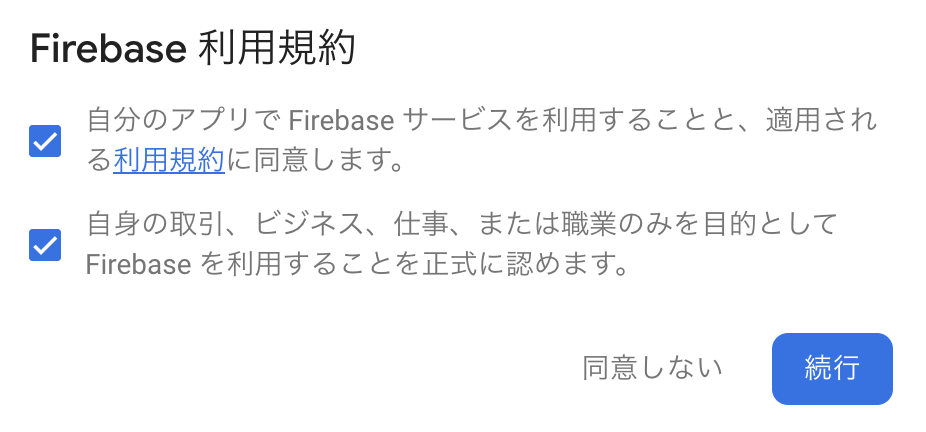 Firebase 利用規約
自分のアプリで Firebase サービスを利用することと、適用され
る利用規約に同意します。
自身の取引、ビジネス、仕事、または職業のみを目的として
Firebase を利用することを正式に認めます。
同意しない
続行